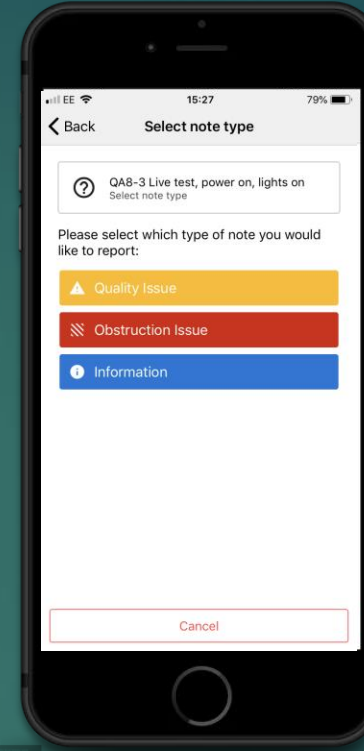 EE 15:27 79%
Back Select note type
QA8-3 Live test, power on, lights on
Select note type
Please select which type of note you would
like to report:
Quality Issue
Obstruction Issue
Information
Cancel